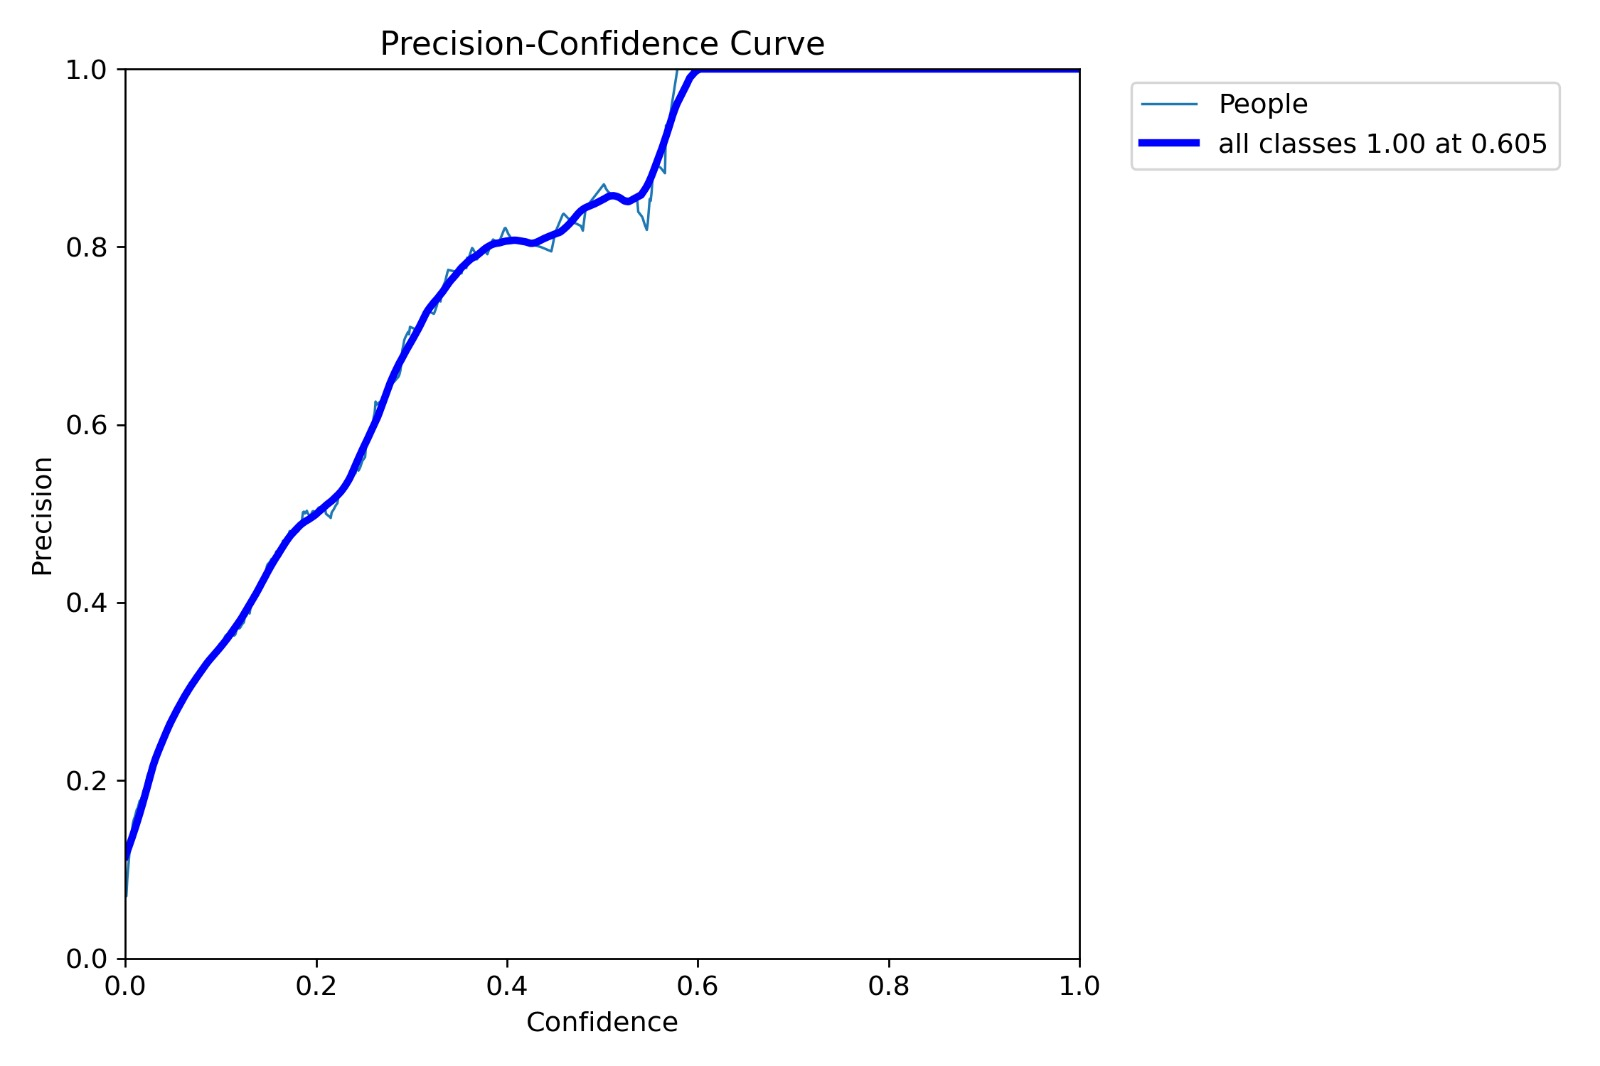 Precision-Confidence Curve
People
all classes 1.00 at 0.605
Precision
1.0
0.8
0.6
0.4
0.2
0.0
0.0 0.2 0.4 0.6 0.8 1.0
Confidence